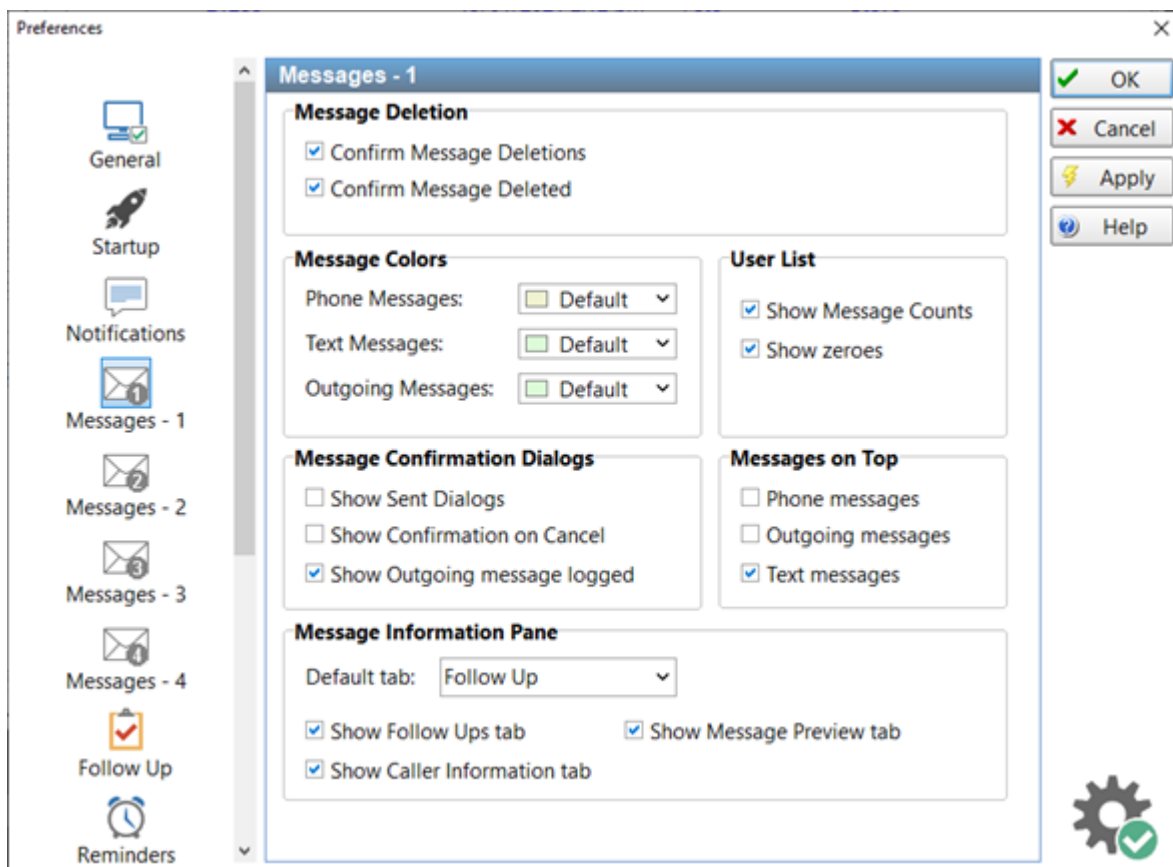 Preferences
General
Startup
Notifications
1
Messages - 1
2
Messages - 2
3
Messages - 3
4
Messages - 4
Follow Up
Reminders
Messages - 1
Message Deletion
Confirm Message Deletions
Confirm Message Deleted
Message Colors
Phone Messages: Default
Text Messages: Default
Outgoing Messages: Default
User List
Show Message Counts
Show zeroes
Message Confirmation Dialogs
Show Sent Dialogs
Show Confirmation on Cancel
Show Outgoing message logged
Messages on Top
Phone messages
Outgoing messages
Text messages
Message Information Pane
Default tab: Follow Up
Show Follow Ups tab Show Message Preview tab
Show Caller Information tab
OK
Cancel
Apply
Help